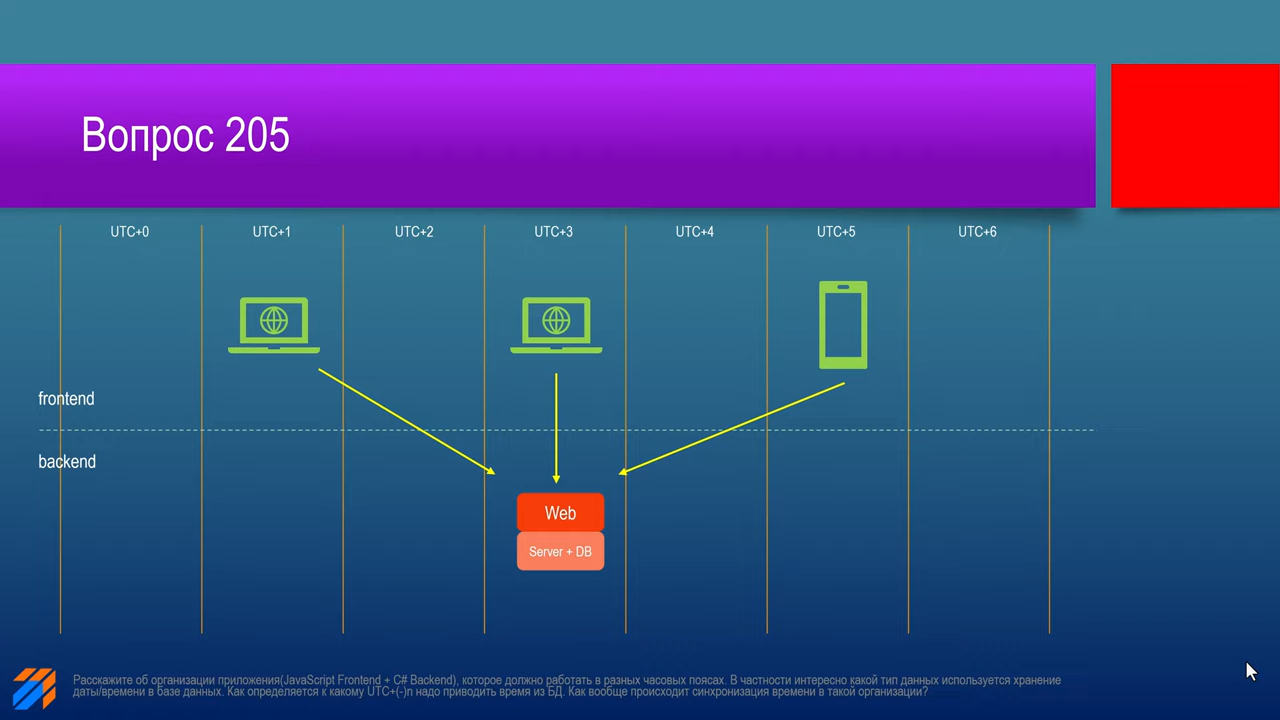 Вопрос 205
UTC+0 UTC+1 UTC+2 UTC+3 UTC+4 UTC+5 UTC+6
frontend
backend
Web
Server + DB
Расскажите об организации приложения(JavaScript Frontend + C# Backend), которое должно работать в разных часовых поясах. В частности интересно какой тип данных используется хранение
даты/времени в базе данных. Как определяется к какому UTC+(-)n надо приводить время из БД. Как вообще происходит синхронизация времени в такой организации?